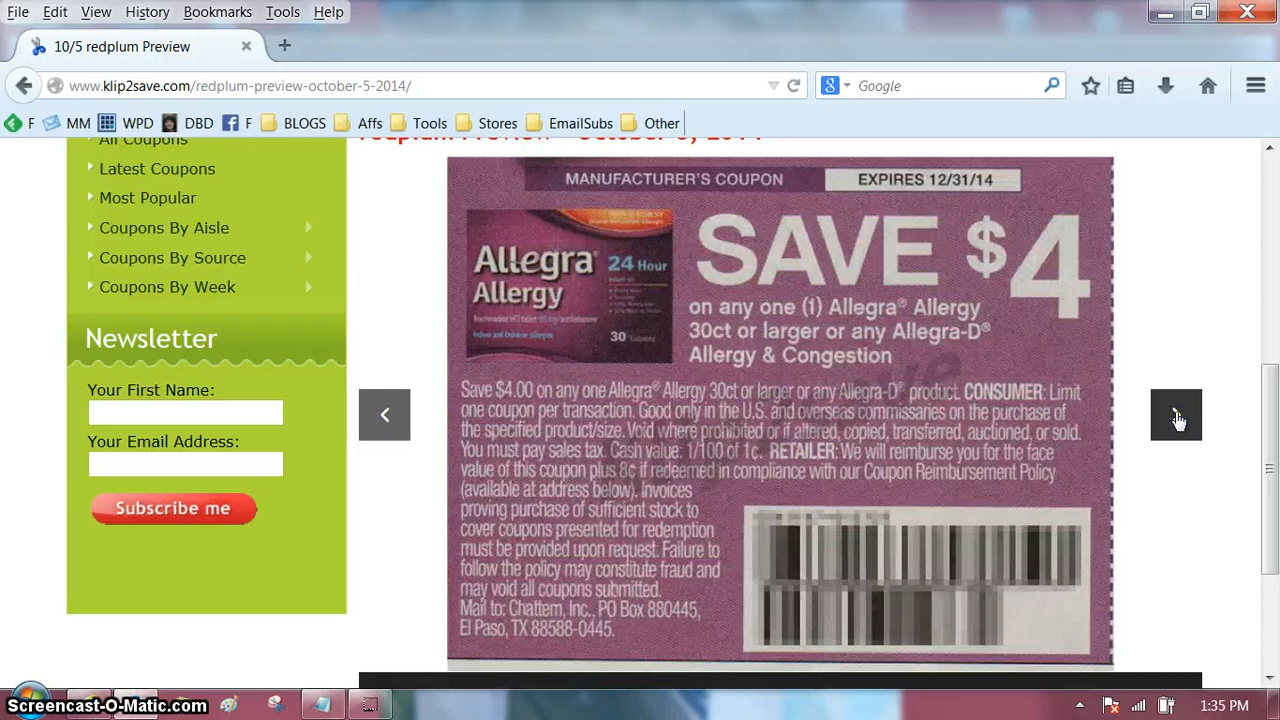 File Edit View History Bookmarks Tools Help
10/5 redplum Preview
www.klip2save.com/redplum-preview-october-5-2014/
Google
F MM WPD DBD F BLOGS Affs Tools Stores EmailSubs Other
All Coupons
Latest Coupons
Most Popular
Coupons By Aisle
Coupons By Source
Coupons By Week
Newsletter
Your First Name:
Your Email Address:
Subscribe me
MANUFACTURER'S COUPON EXPIRES 12/31/14
Allegra®
Allergy
24 Hour
30
SAVE $4
on any one (1) Allegra® Allergy
30ct or larger or any Allegra-D®
Allergy & Congestion
Save $4.00 on any one Allegra® Allergy 30ct or larger or any Allegra-D® product. CONSUMER: Limit
one coupon per transaction. Good only in the U.S. and overseas commissaries on the purchase of
the specified product/size. Void where prohibited or if altered, copied, transferred, auctioned, or sold.
You must pay sales tax. Cash value: 1/100 of 1¢. RETAILER: We will reimburse you for the face
value of this coupon plus 8¢ if redeemed in compliance with our Coupon Reimbursement Policy
(available at address below). Invoices
proving purchase of sufficient stock to
cover coupons presented for redemption
must be provided upon request. Failure to
follow the policy may constitute fraud and
may void all coupons submitted.
Mail to: Chattem, Inc., PO Box 880445,
El Paso, TX 88588-0445.
Screencast-O-Matic.com
1:35 PM